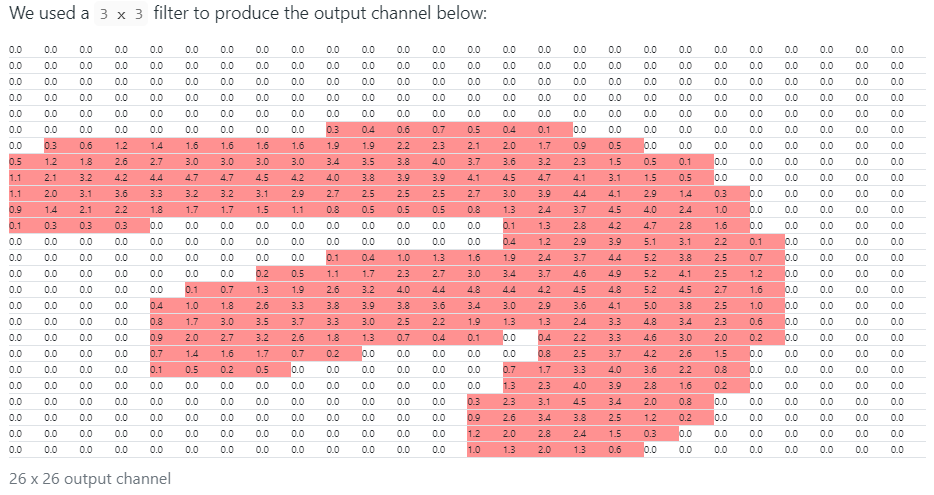 We used a 3 x 3 filter to produce the output channel below:
0.0 0.0 0.0 0.0 0.0 0.0 0.0 0.0 0.0 0.0 0.0 0.0 0.0 0.0 0.0 0.0 0.0 0.0 0.0 0.0 0.0 0.0 0.0 0.0 0.0 0.0
0.0 0.0 0.0 0.0 0.0 0.0 0.0 0.0 0.0 0.0 0.0 0.0 0.0 0.0 0.0 0.0 0.0 0.0 0.0 0.0 0.0 0.0 0.0 0.0 0.0 0.0
0.0 0.0 0.0 0.0 0.0 0.0 0.0 0.0 0.0 0.0 0.0 0.0 0.0 0.0 0.0 0.0 0.0 0.0 0.0 0.0 0.0 0.0 0.0 0.0 0.0 0.0
0.0 0.0 0.0 0.0 0.0 0.0 0.0 0.0 0.0 0.0 0.0 0.0 0.0 0.0 0.0 0.0 0.0 0.0 0.0 0.0 0.0 0.0 0.0 0.0 0.0 0.0
0.0 0.0 0.0 0.0 0.0 0.0 0.0 0.0 0.0 0.0 0.0 0.0 0.0 0.0 0.0 0.0 0.0 0.0 0.0 0.0 0.0 0.0 0.0 0.0 0.0 0.0
0.0 0.0 0.0 0.0 0.0 0.0 0.0 0.0 0.0 0.3 0.4 0.6 0.7 0.5 0.4 0.1 0.0 0.0 0.0 0.0 0.0 0.0 0.0 0.0 0.0 0.0
0.0 0.3 0.6 1.2 1.4 1.6 1.6 1.6 1.6 1.9 1.9 2.2 2.3 2.1 2.0 1.7 0.9 0.5 0.0 0.0 0.0 0.0 0.0 0.0 0.0 0.0
0.5 1.2 1.8 2.6 2.7 3.0 3.0 3.0 3.0 3.4 3.5 3.8 4.0 3.7 3.6 3.2 2.3 1.5 0.5 0.1 0.0 0.0 0.0 0.0 0.0 0.0
1.1 2.1 3.2 4.2 4.4 4.7 4.7 4.5 4.2 4.0 3.8 3.9 3.9 4.1 4.5 4.7 4.1 3.1 1.5 0.5 0.0 0.0 0.0 0.0 0.0 0.0
1.1 2.0 3.1 3.6 3.3 3.2 3.2 3.1 2.9 2.7 2.5 2.5 2.5 2.7 3.0 3.9 4.4 4.1 2.9 1.4 0.3 0.0 0.0 0.0 0.0 0.0
0.9 1.4 2.1 2.2 1.8 1.7 1.7 1.5 1.1 0.8 0.5 0.5 0.5 0.8 1.3 2.4 3.7 4.5 4.0 2.4 1.0 0.0 0.0 0.0 0.0 0.0
0.1 0.3 0.3 0.3 0.0 0.0 0.0 0.0 0.0 0.0 0.0 0.0 0.0 0.0 0.1 1.3 2.8 4.2 4.7 2.8 1.6 0.0 0.0 0.0 0.0 0.0
0.0 0.0 0.0 0.0 0.0 0.0 0.0 0.0 0.0 0.0 0.0 0.0 0.0 0.0 0.4 1.2 2.9 3.9 5.1 3.1 2.2 0.1 0.0 0.0 0.0 0.0
0.0 0.0 0.0 0.0 0.0 0.0 0.0 0.0 0.0 0.1 0.4 1.0 1.3 1.6 1.9 2.4 3.7 4.4 5.2 3.8 2.5 0.7 0.0 0.0 0.0 0.0
0.0 0.0 0.0 0.0 0.0 0.0 0.0 0.2 0.5 1.1 1.7 2.3 2.7 3.0 3.4 3.7 4.6 4.9 5.2 4.1 2.5 1.2 0.0 0.0 0.0 0.0
0.0 0.0 0.0 0.0 0.0 0.1 0.7 1.3 1.9 2.6 3.2 4.0 4.4 4.8 4.4 4.2 4.5 4.8 5.2 4.5 2.7 1.6 0.0 0.0 0.0 0.0
0.0 0.0 0.0 0.0 0.4 1.0 1.8 2.6 3.3 3.8 3.9 3.8 3.6 3.4 3.0 2.9 3.6 4.1 5.0 3.8 2.5 1.0 0.0 0.0 0.0 0.0
0.0 0.0 0.0 0.0 0.8 1.7 3.0 3.5 3.7 3.3 3.0 2.5 2.2 1.9 1.3 1.3 2.4 3.3 4.8 3.4 2.3 0.6 0.0 0.0 0.0 0.0
0.0 0.0 0.0 0.0 0.9 2.0 2.7 3.2 2.6 1.8 1.3 0.7 0.4 0.1 0.0 0.4 2.2 3.3 4.6 3.0 2.0 0.2 0.0 0.0 0.0 0.0
0.0 0.0 0.0 0.0 0.7 1.4 1.6 1.7 0.7 0.2 0.0 0.0 0.0 0.0 0.0 0.8 2.5 3.7 4.2 2.6 1.5 0.0 0.0 0.0 0.0 0.0
0.0 0.0 0.0 0.0 0.1 0.5 0.2 0.5 0.0 0.0 0.0 0.0 0.0 0.0 0.7 1.7 3.3 4.0 3.6 2.2 0.8 0.0 0.0 0.0 0.0 0.0
0.0 0.0 0.0 0.0 0.0 0.0 0.0 0.0 0.0 0.0 0.0 0.0 0.0 0.0 1.3 2.3 4.0 3.9 2.8 1.6 0.2 0.0 0.0 0.0 0.0 0.0
0.0 0.0 0.0 0.0 0.0 0.0 0.0 0.0 0.0 0.0 0.0 0.0 0.0 0.3 2.3 3.1 4.5 3.4 2.0 0.8 0.0 0.0 0.0 0.0 0.0 0.0
0.0 0.0 0.0 0.0 0.0 0.0 0.0 0.0 0.0 0.0 0.0 0.0 0.0 0.9 2.6 3.4 3.8 2.5 1.2 0.2 0.0 0.0 0.0 0.0 0.0 0.0
0.0 0.0 0.0 0.0 0.0 0.0 0.0 0.0 0.0 0.0 0.0 0.0 0.0 1.2 2.0 2.8 2.4 1.5 0.3 0.0 0.0 0.0 0.0 0.0 0.0 0.0
0.0 0.0 0.0 0.0 0.0 0.0 0.0 0.0 0.0 0.0 0.0 0.0 0.0 1.0 1.3 2.0 1.3 0.6 0.0 0.0 0.0 0.0 0.0 0.0 0.0 0.0
26 x 26 output channel